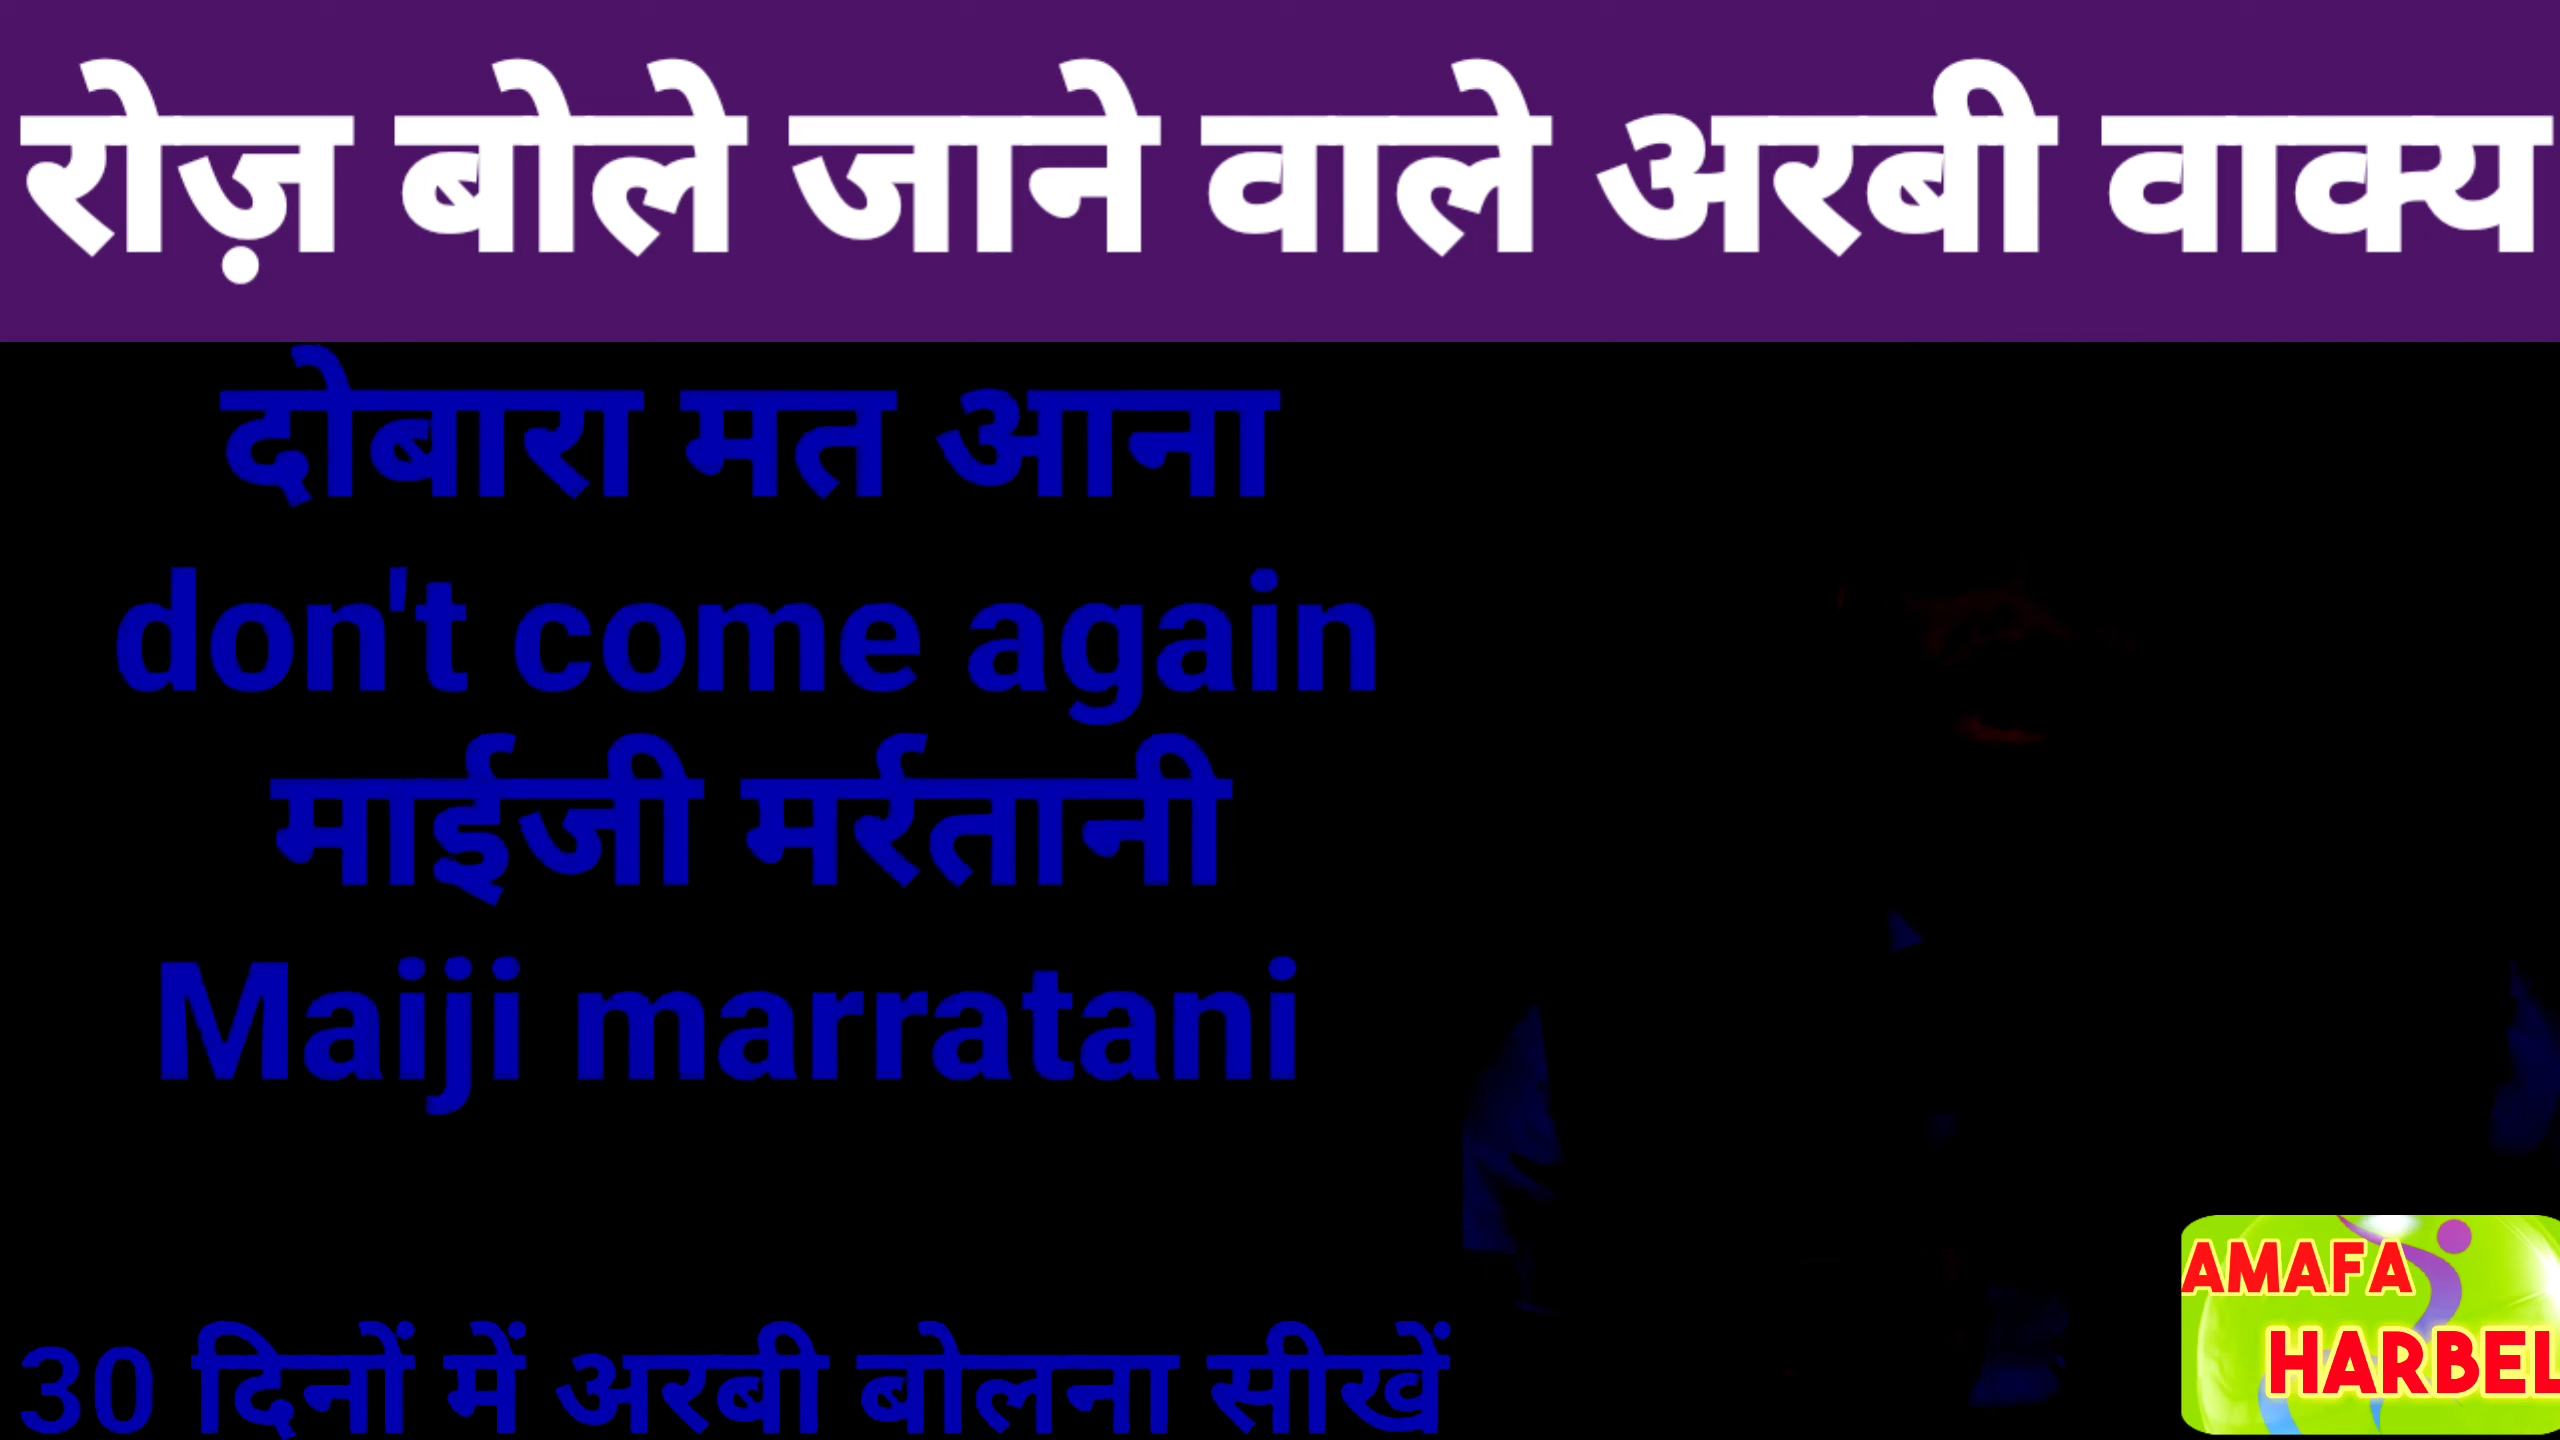 रोज़ बोले जाने वाले अरबी वाक्य
दोबारा मत आना
don't come again
माईजी मर्रतानी
Maiji marratani
30 दिनों में अरबी बोलना सीखें
AMAFA
HARBEL